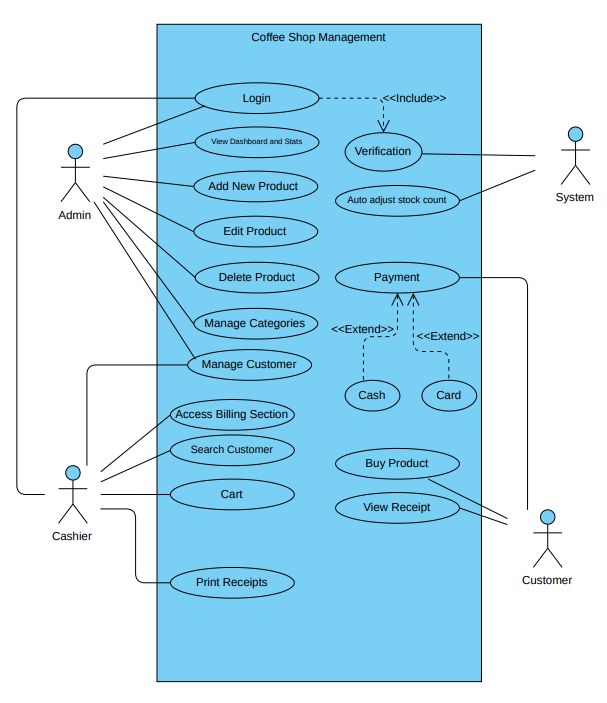 Coffee Shop Management
Login
<<Include>>
View Dashboard and Stats
Verification
Add New Product
Auto adjust stock count
System
Admin
Edit Product
Delete Product
Payment
Manage Categories
<<Extend>>
<<Extend>>
Manage Customer
Cash
Card
Access Billing Section
Search Customer
Buy Product
Cart
View Receipt
Cashier
Print Receipts
Customer